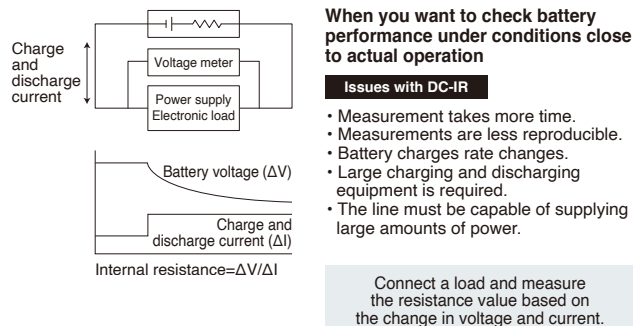 Charge
and
discharge
current
Voltage meter
Power supply
Electronic load
Battery voltage (ΔV)
Charge and
discharge current (ΔI)
Internal resistance=ΔV/ΔI
When you want to check battery
performance under conditions close
to actual operation
Issues with DC-IR
・Measurement takes more time.
・Measurements are less reproducible.
・Battery charges rate changes.
・Large charging and discharging
equipment is required.
・The line must be capable of supplying
large amounts of power.
Connect a load and measure
the resistance value based on
the change in voltage and current.